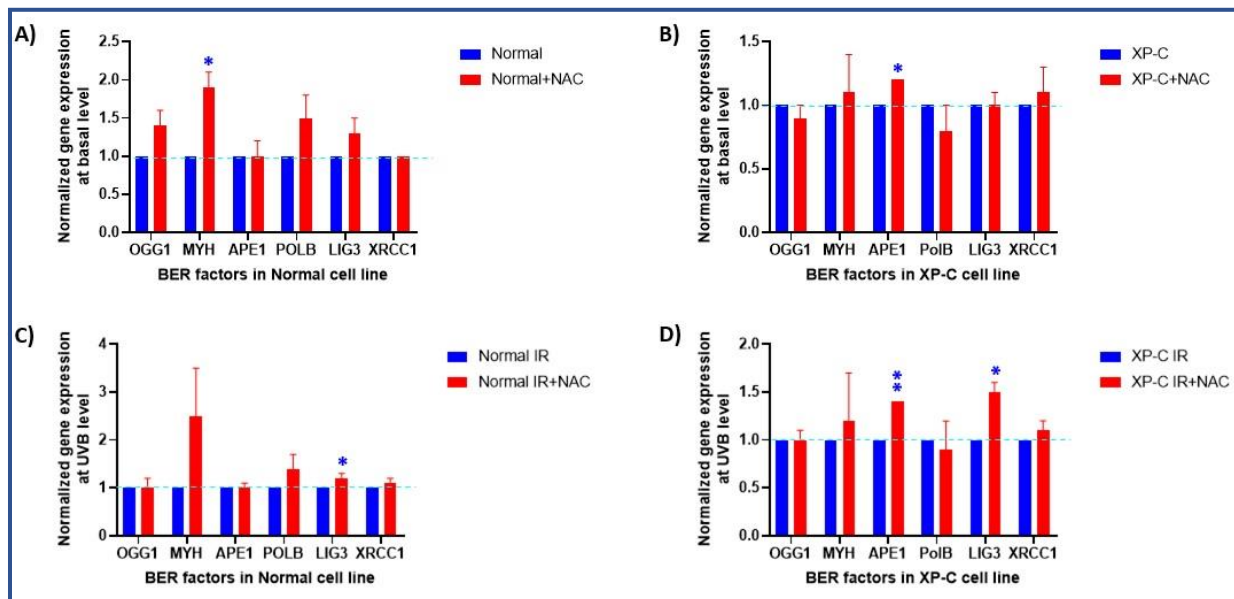 A)
Normalized gene expression
at basal level
2.5
2.0
1.5
1.0
0.5
0.0
*
OGG1 MYH APE1 POLB LIG3 XRCC1
BER factors in Normal cell line
Normal
Normal+NAC
B)
Normalized gene expression
at basal level
1.5
1.0
0.5
0.0
*
OGG1 MYH APE1 PolB LIG3 XRCC1
BER factors in XP-C cell line
XP-C
XP-C+NAC
C)
Normalized gene expression
at UVB level
4
3
2
1
0
*
OGG1 MYH APE1 POLB LIG3 XRCC1
BER factors in Normal cell line
Normal IR
Normal IR+NAC
D)
Normalized gene expression
at UVB level
2.0
1.5
1.0
0.5
0.0
**
*
OGG1 MYH APE1 PolB LIG3 XRCC1
BER factors in XP-C cell line
XP-C IR
XP-C IR+NAC